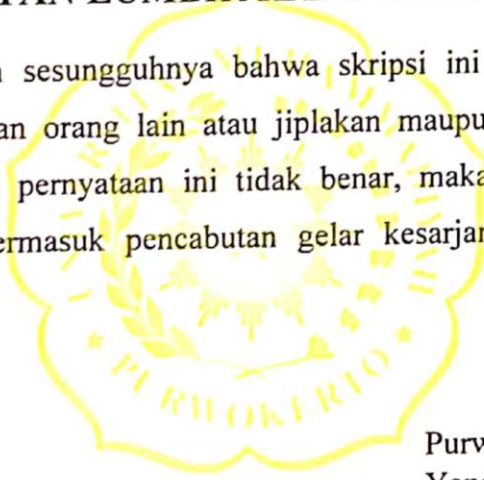 sesungguhnya bahwa skripsi ini
an orang lain atau jiplakan maupu
pernyataan ini tidak benar, maka
ermasuk pencabutan gelar kesarjan
PURWOKERTO
Purw